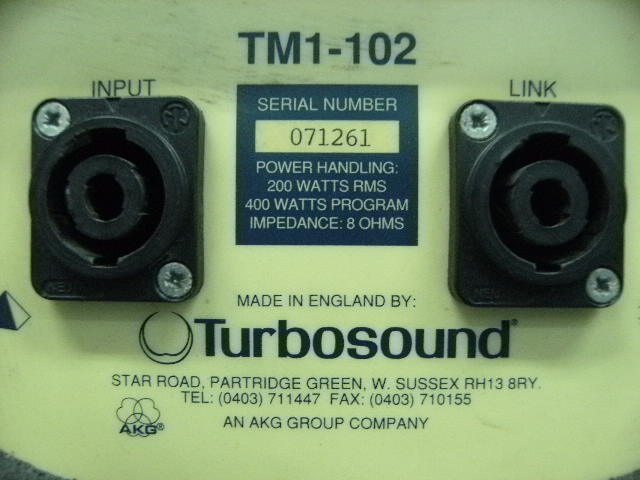 TM1-102
INPUT
LINK
SERIAL NUMBER
071261
POWER HANDLING:
200 WATTS RMS
400 WATTS PROGRAM
IMPEDANCE: 8 OHMS
MADE IN ENGLAND BY:
Turbosound®
STAR ROAD, PARTRIDGE GREEN, W. SUSSEX RH13 8RY.
TEL: (0403) 711447 FAX: (0403) 710155
AKG®
AN AKG GROUP COMPANY